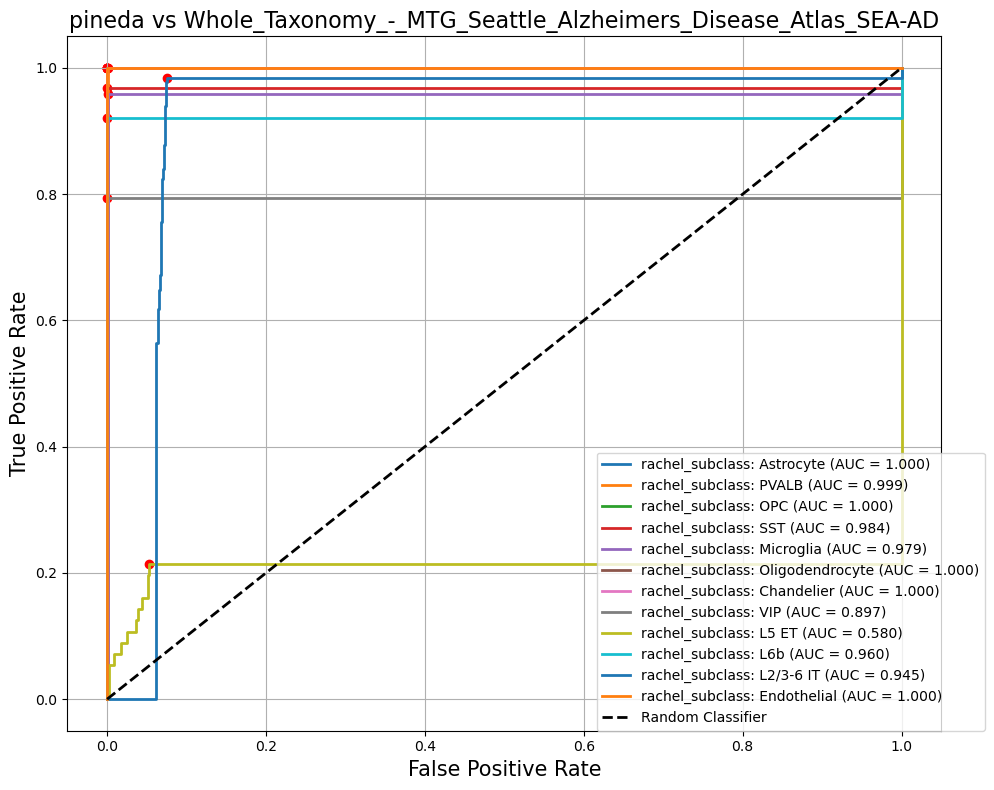 pineda vs Whole_Taxonomy_-_MTG_Seattle_Alzheimers_Disease_Atlas_SEA-AD
True Positive Rate
1.0
0.8
0.6
0.4
0.2
0.0
rachel_subclass: Astrocyte (AUC = 1.000)
rachel_subclass: PVALB (AUC = 0.999)
rachel_subclass: OPC (AUC = 1.000)
rachel_subclass: SST (AUC = 0.984)
rachel_subclass: Microglia (AUC = 0.979)
rachel_subclass: Oligodendrocyte (AUC = 1.000)
rachel_subclass: Chandelier (AUC = 1.000)
rachel_subclass: VIP (AUC = 0.897)
rachel_subclass: L5 ET (AUC = 0.580)
rachel_subclass: L6b (AUC = 0.960)
rachel_subclass: L2/3-6 IT (AUC = 0.945)
rachel_subclass: Endothelial (AUC = 1.000)
Random Classifier
0.0 0.2 0.4 0.6 0.8 1.0
False Positive Rate